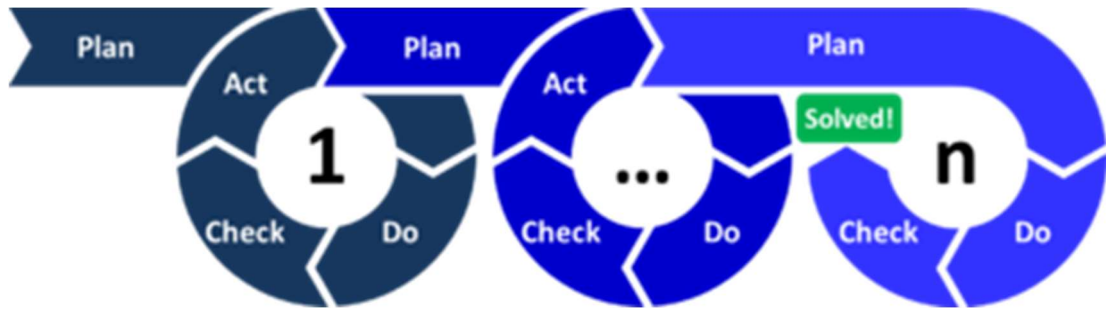 Plan
Act
1
Check
Do
Plan
Act
...
Check
Do
Plan
Solved!
n
Check
Do